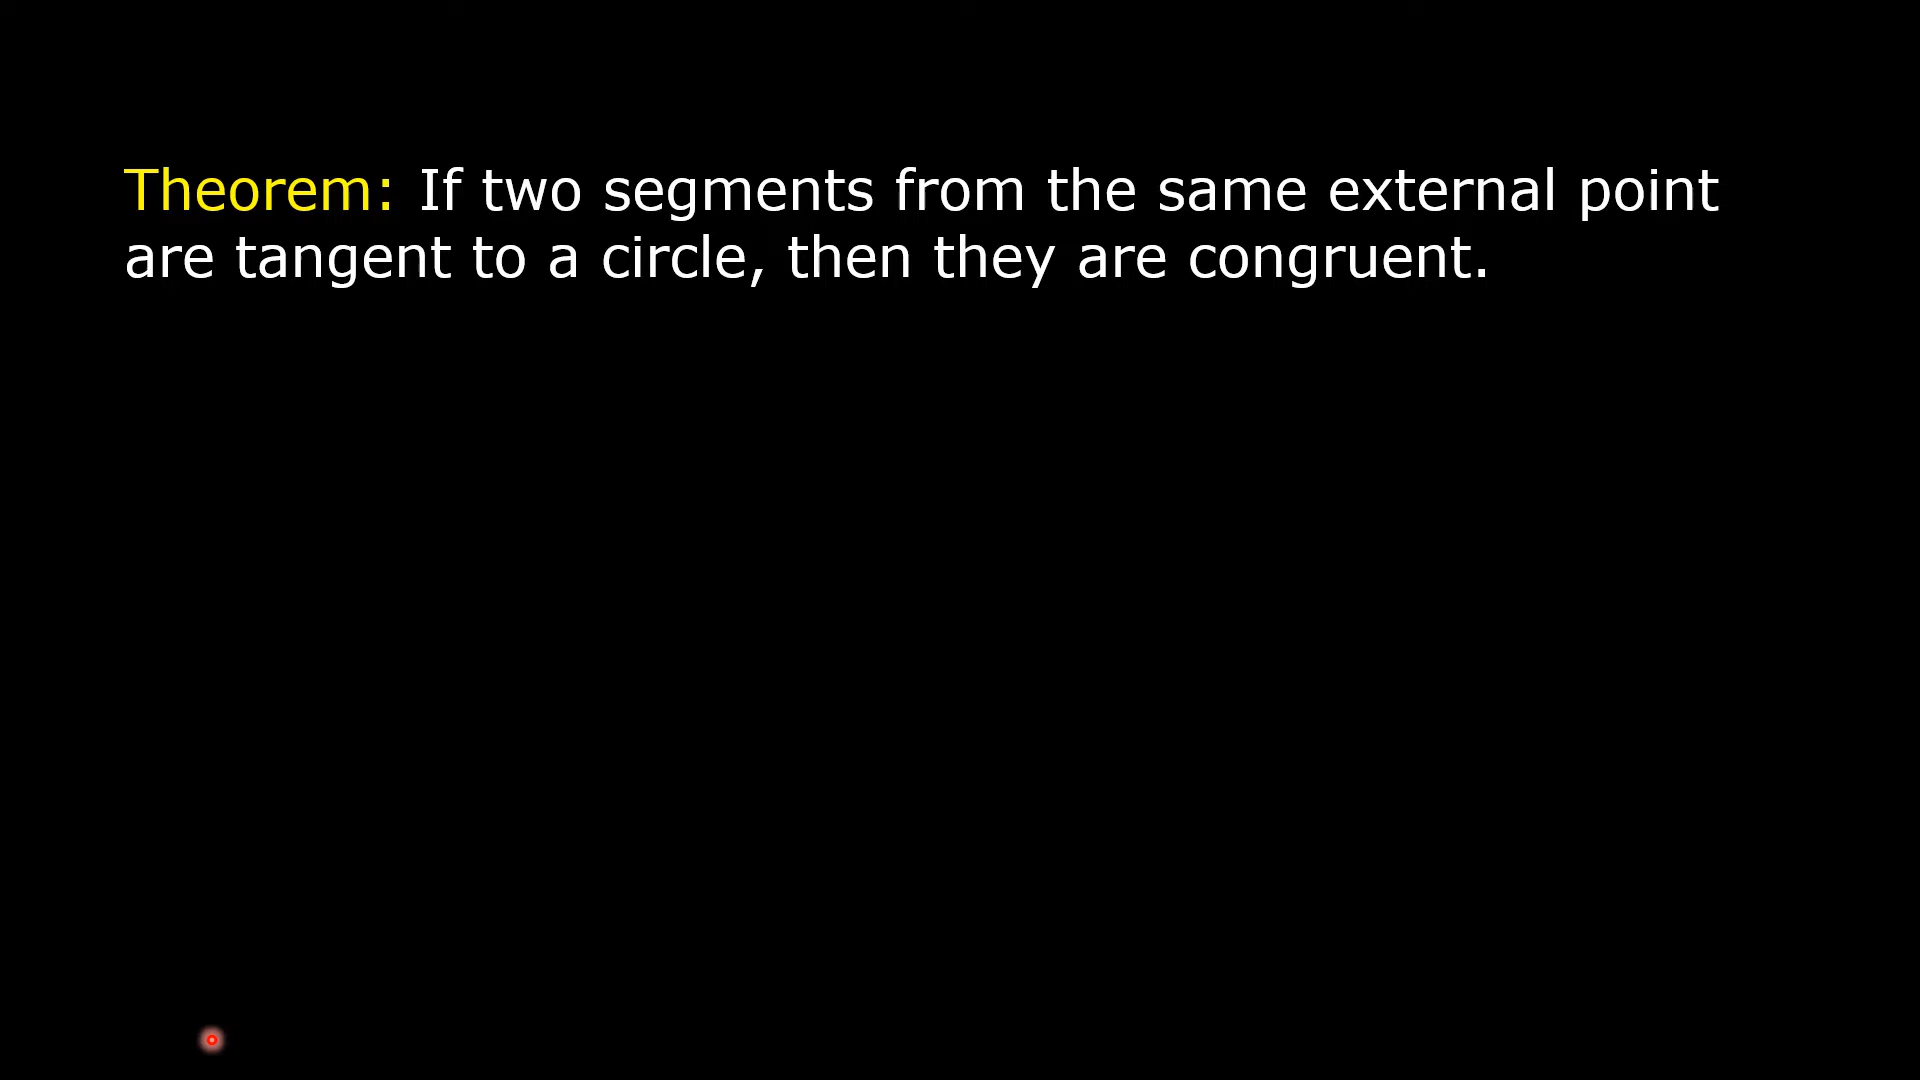 Theorem: If two segments from the same external point
are tangent to a circle, then they are congruent.